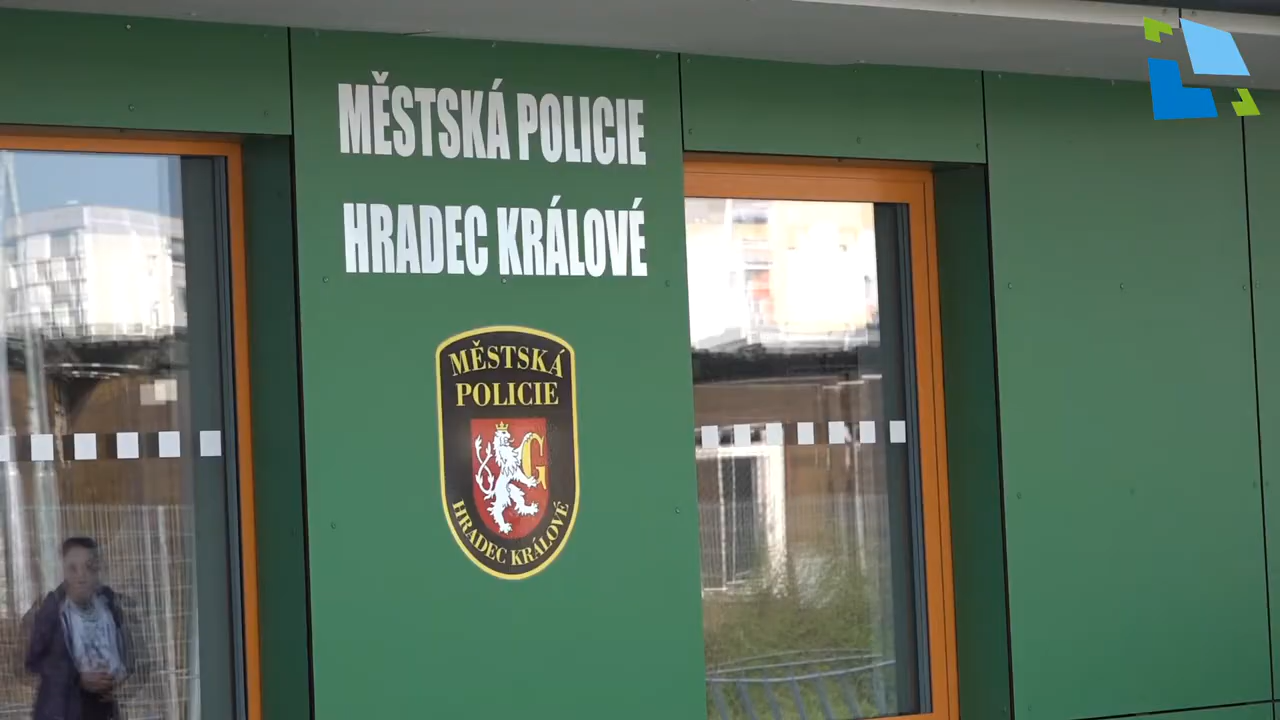 MĚSTSKÁ POLICIE
HRADEC KRÁLOVÉ
MĚSTSKÁ
POLICIE
G
HRADEC KRÁLOVÉ